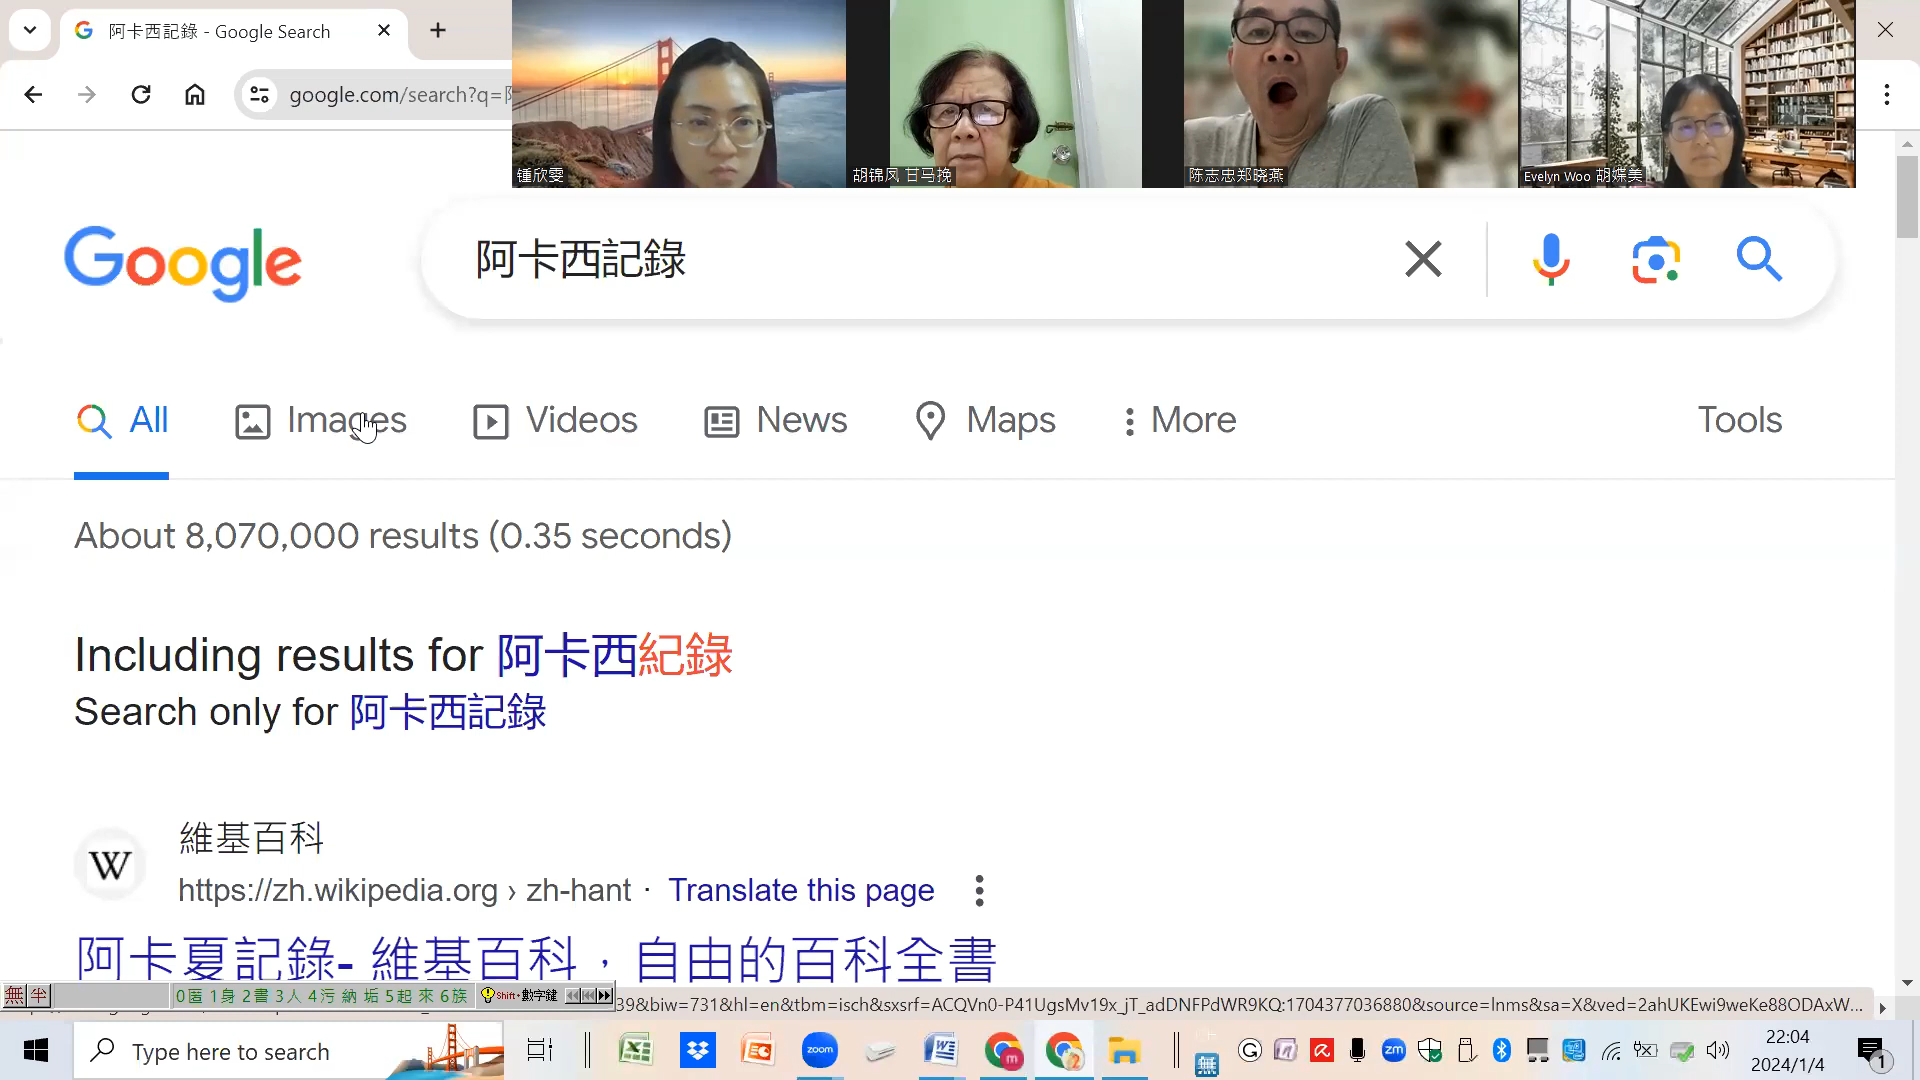 阿卡西記錄 - Google Search
google.com/search?q=
锺欣雯
胡锦凤 甘马挽
陈志忠郑晓燕
Evelyn Woo 胡媟美
Google
阿卡西記錄
All
Images
Videos
News
Maps
More
Tools
About 8,070,000 results (0.35 seconds)
Including results for 阿卡西紀錄
Search only for 阿卡西記錄
W
維基百科
https://zh.wikipedia.org › zh-hant · Translate this page
阿卡夏記錄- 維基百科，自由的百科全書
無 半
0匿 1身 2書 3人 4污 納 垢 5起 來 6族
Shift+數字鍵
39&biw=731&hl=en&tbm=isch&sxsrf=ACQVn0-P41UgsMv19x_jT_adDNFPdWR9KQ:1704377036880&source=lnms&sa=X&ved=2ahUKEwi9weKe88ODAxW...
Type here to search
zoom
m
無
zm
22:04
2024/1/4
1